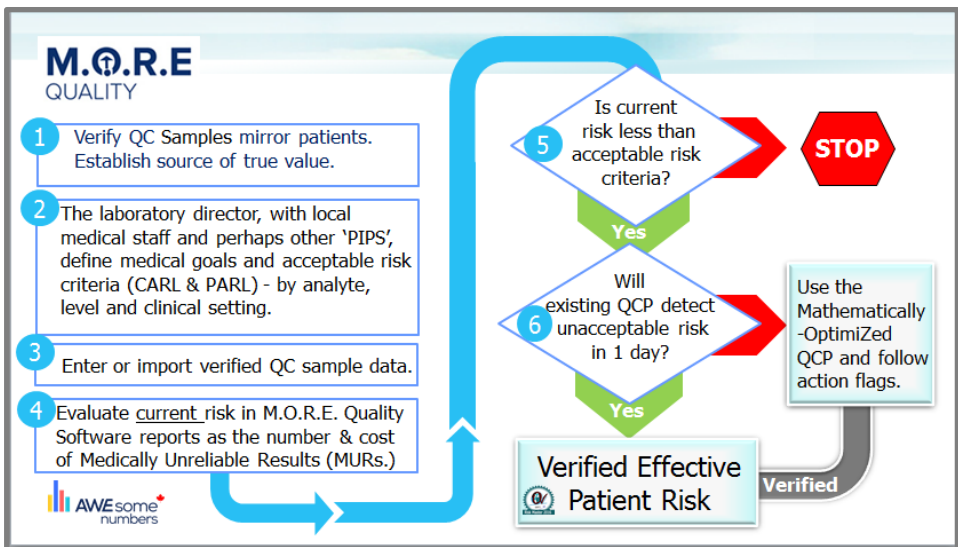 M.O.R.E
QUALITY
1
Verify QC Samples mirror patients.
Establish source of true value.
2
The laboratory director, with local
medical staff and perhaps other ‘PIPS’,
define medical goals and acceptable risk
criteria (CARL & PARL) - by analyte,
level and clinical setting.
3
Enter or import verified QC sample data.
4
Evaluate current risk in M.O.R.E. Quality
Software reports as the number & cost
of Medically Unreliable Results (MURs.)
AWEsome
numbers
5
Is current
risk less than
acceptable risk
criteria?
STOP
Yes
6
Will
existing QCP detect
unacceptable risk
in 1 day?
Use the
Mathematically
-OptimiZed
QCP and follow
action flags.
Yes
Verified Effective
Patient Risk
Verified